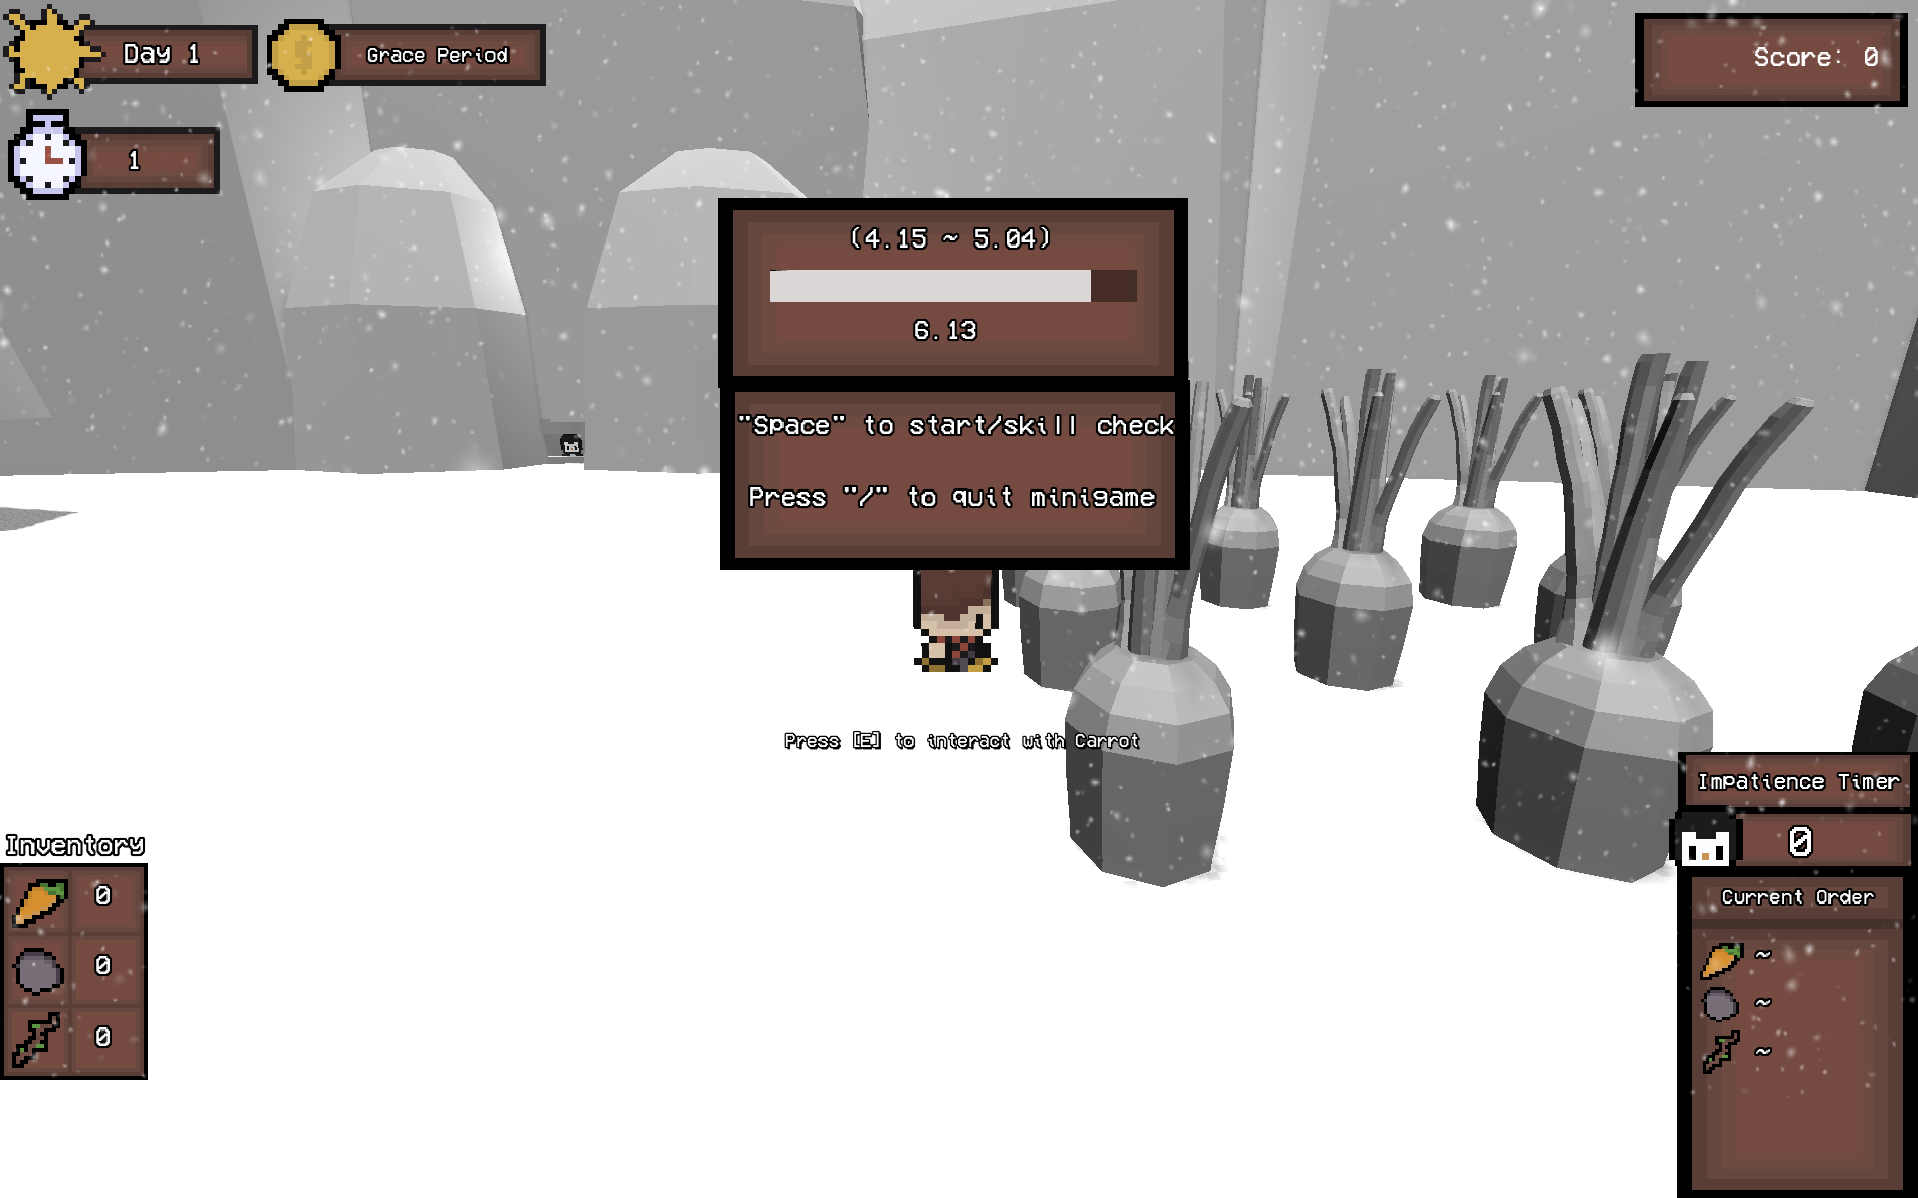 Day 1
Grace Period
Score: 0
1
(4.15 ~ 5.04)
6.13
"Space" to start/skill check
Press "/" to quit minigame
Press [E] to interact with Carrot
Impatience Timer
0
Inventory
0
0
0
Current Order
~
~
~